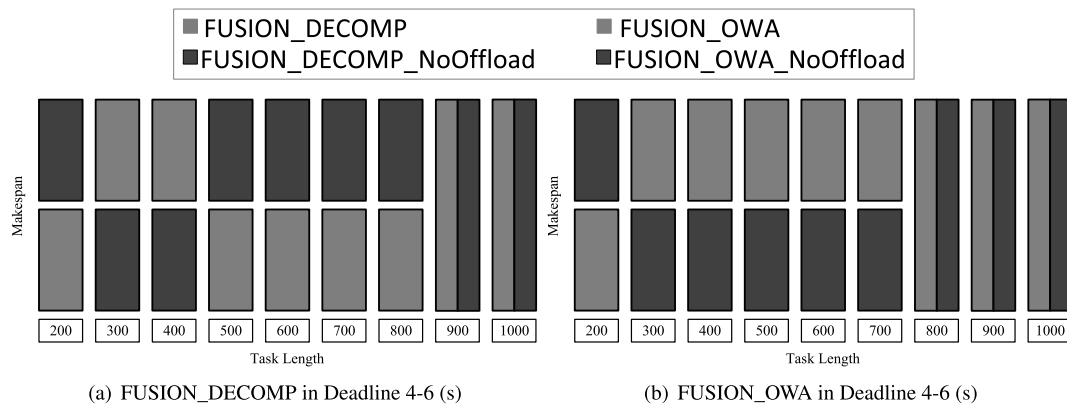 FUSION_DECOMP FUSION_OWA
FUSION_DECOMP_NoOffload FUSION_OWA_NoOffload
Makespan
200 300 400 500 600 700 800 900 1000
Task Length
(a) FUSION_DECOMP in Deadline 4-6 (s)
Makespan
200 300 400 500 600 700 800 900 1000
Task Length
(b) FUSION_OWA in Deadline 4-6 (s)